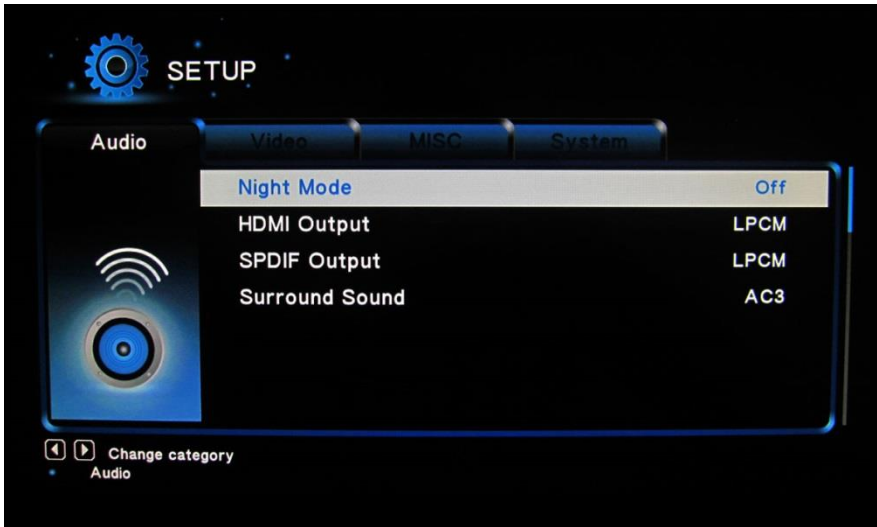 SETUP
Audio Video MISC System
Night Mode Off
HDMI Output LPCM
SPDIF Output LPCM
Surround Sound AC3
Change category
Audio